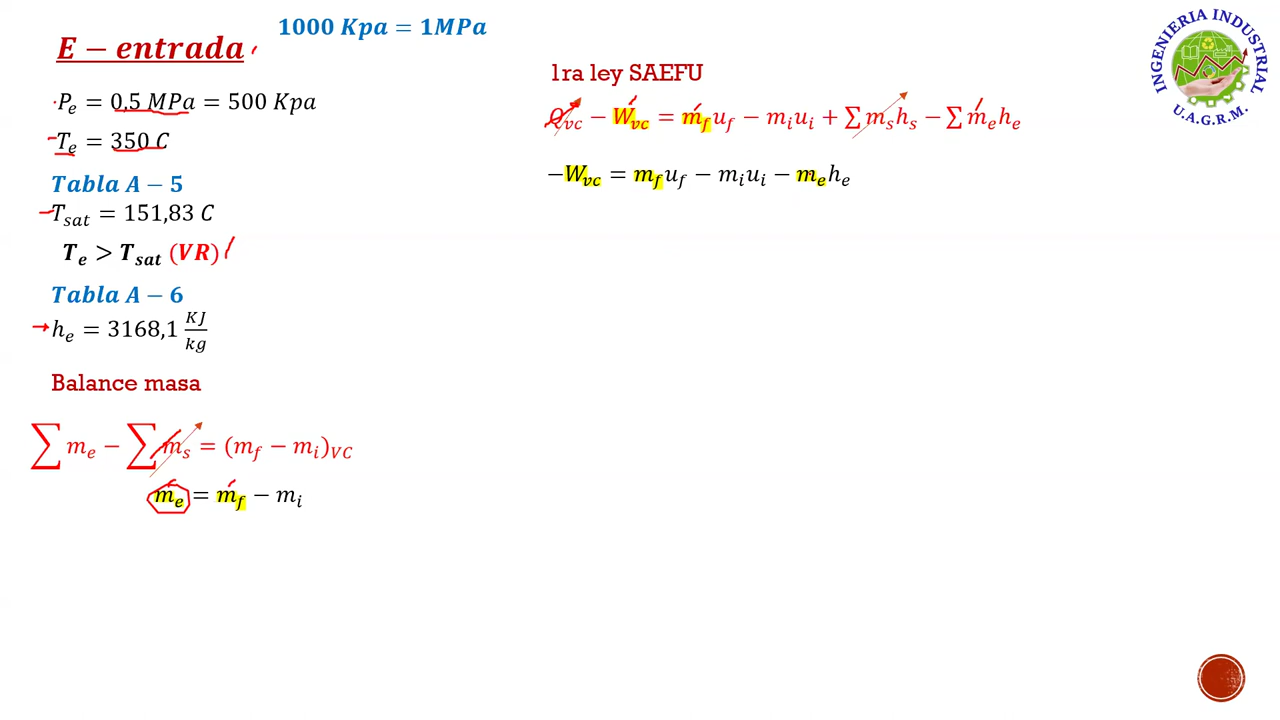 1000 Kpa = 1MPa
E − entrada
P_e = 0,5 MPa = 500 Kpa
T_e = 350 C
Tabla A − 5
T_sat = 151,83 C
T_e > T_sat (VR)
Tabla A − 6
h_e = 3168,1 KJ/kg
Balance masa
∑ m_e − ∑ m_s = (m_f − m_i)_VC
m_e = m_f − m_i
1ra ley SAEFU
Q_vc − W_vc = m_f u_f − m_i u_i + ∑ m_s h_s − ∑ m_e h_e
−W_vc = m_f u_f − m_i u_i − m_e h_e
INGENIERIA INDUSTRIAL
U.A.G.R.M.